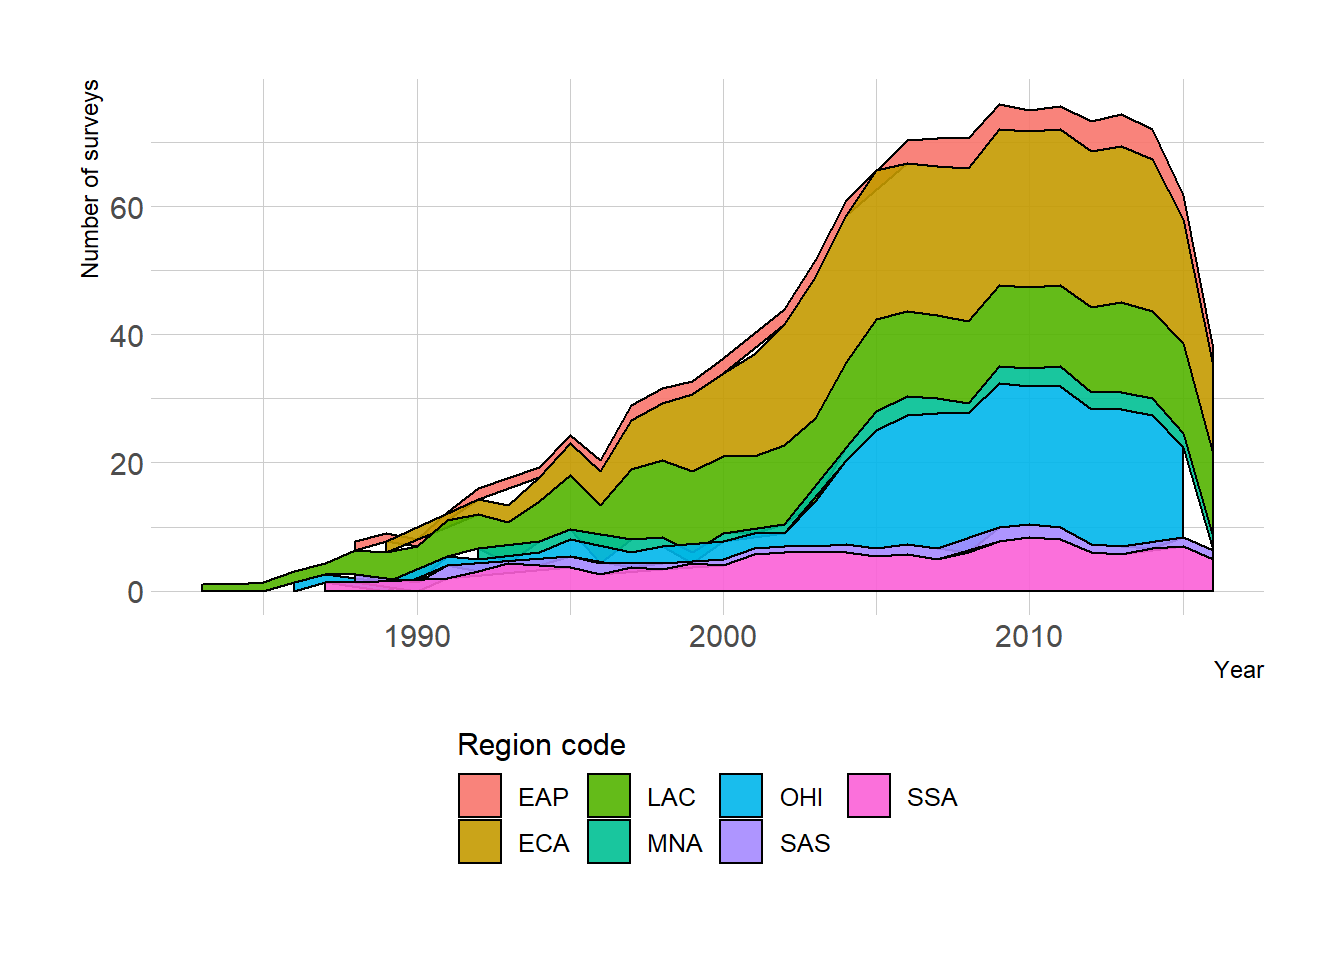 Number of surveys
60
40
20
0
1990 2000 2010
Year
Region code
EAP LAC OHI SSA
ECA MNA SAS